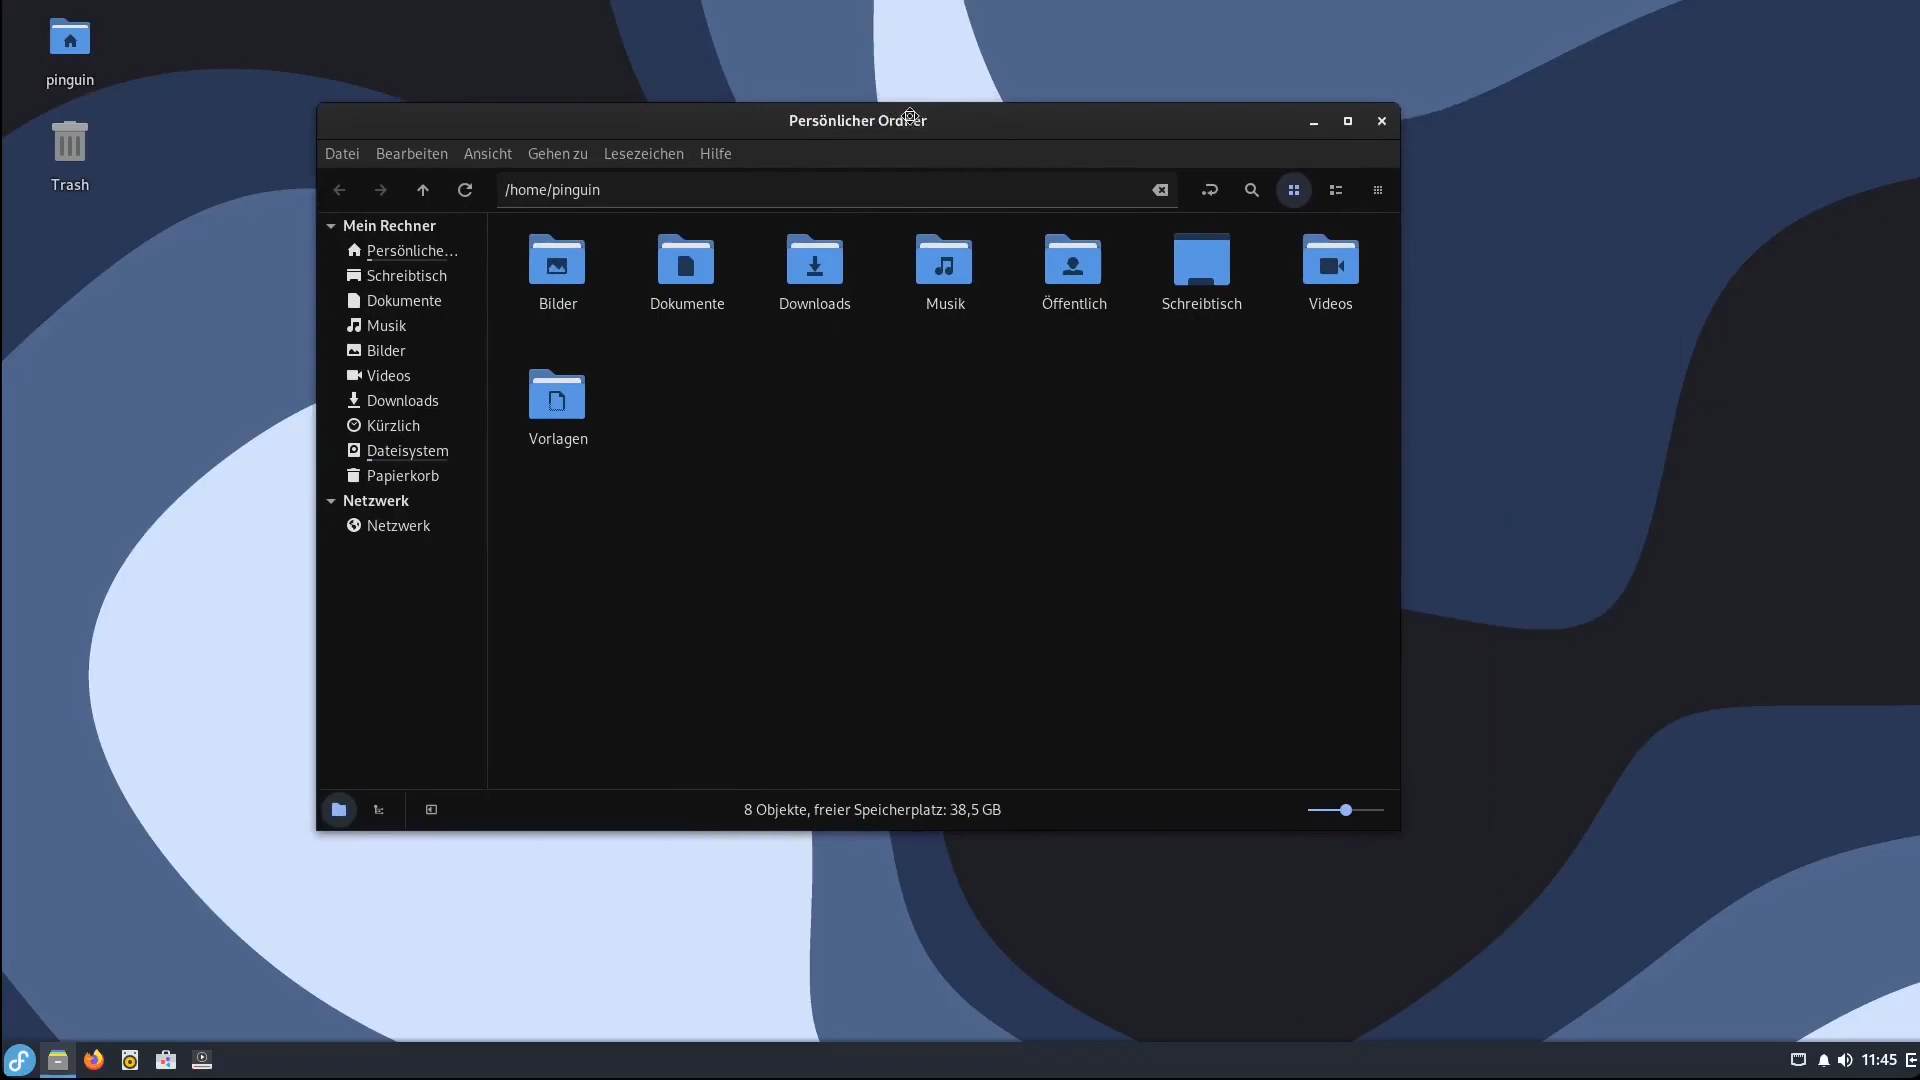 pinguin
Trash
Persönlicher Ordner
Datei Bearbeiten Ansicht Gehen zu Lesezeichen Hilfe
/home/pinguin
Mein Rechner
Persönliche...
Schreibtisch
Dokumente
Musik
Bilder
Videos
Downloads
Kürzlich
Dateisystem
Papierkorb
Netzwerk
Netzwerk
Bilder Dokumente Downloads Musik Öffentlich Schreibtisch Videos
Vorlagen
8 Objekte, freier Speicherplatz: 38,5 GB
11:45